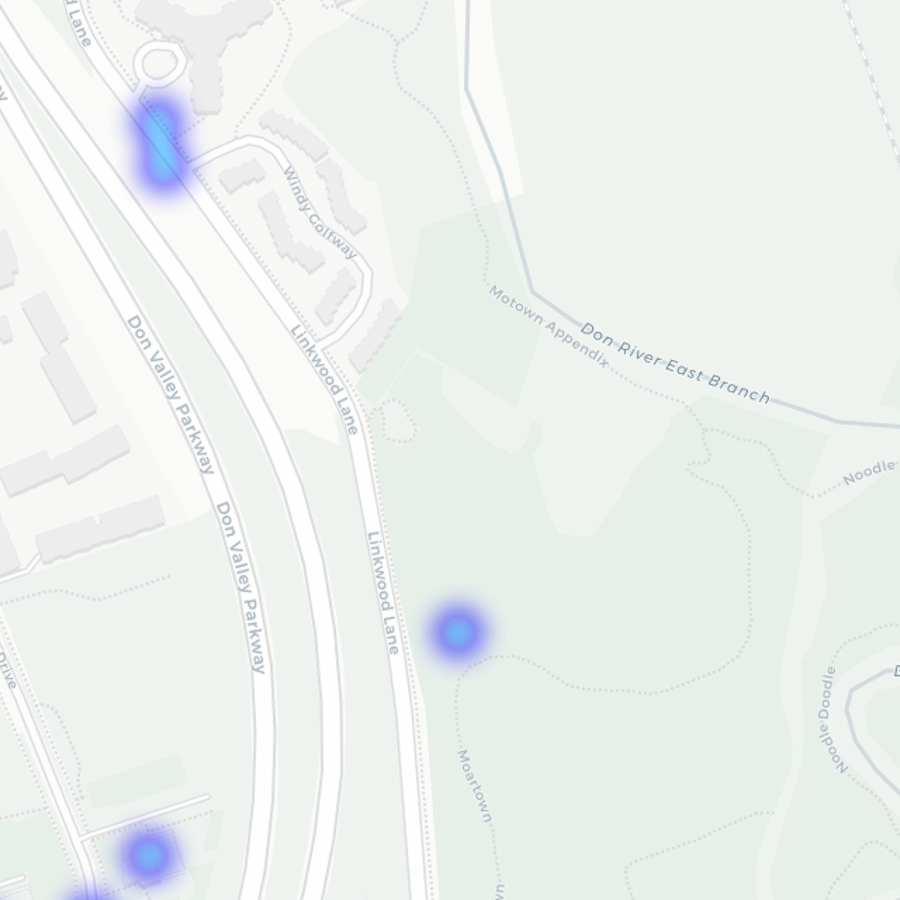 d Lane
Windy Golfway
Motown Appendix
Don River East Branch
Don Valley Parkway
Linkwood Lane
Noodle
Don Valley Parkway
Linkwood Lane
Drive
Noodle Doodle
Moartown